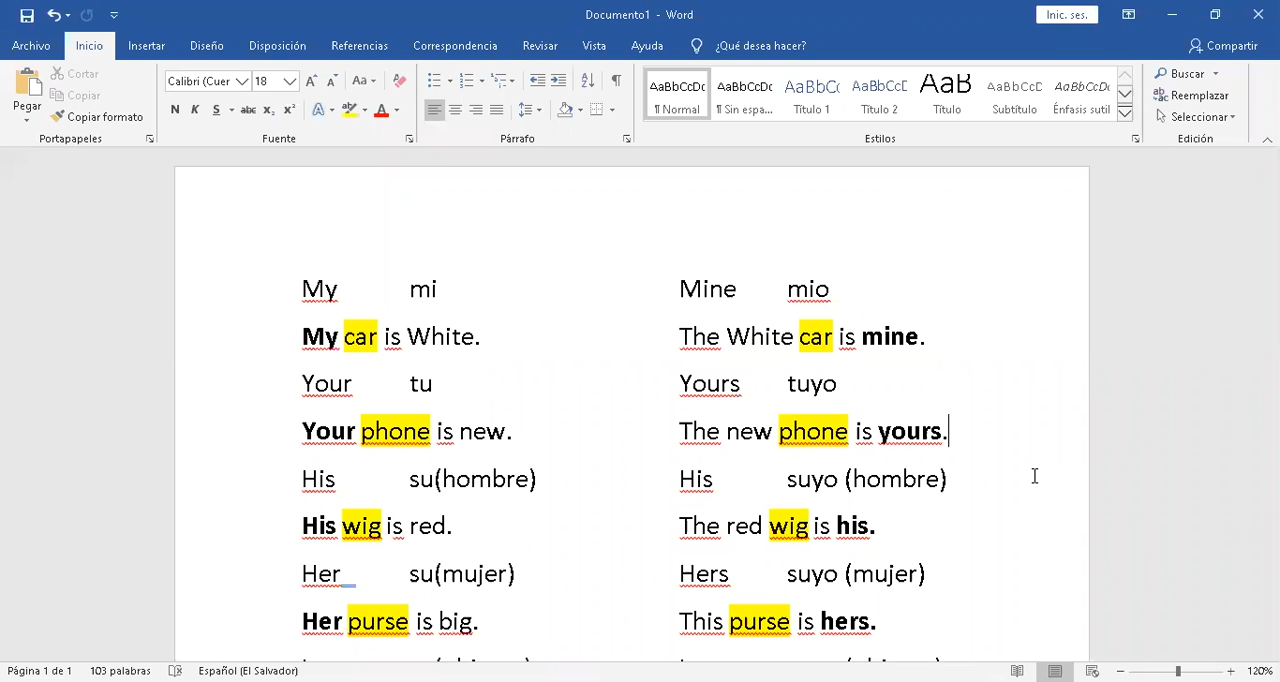 Documento1 - Word
Inic. ses.
Archivo Inicio Insertar Diseño Disposición Referencias Correspondencia Revisar Vista Ayuda ¿Qué desea hacer? Compartir
Pegar
Cortar
Copiar
Copiar formato
Portapapeles
Calibri (Cuer 18
Aa
N K S abc x₂ x² A A
Fuente
Párrafo
AaBbCcDc AaBbCcDc AaBbCc AaBbCcD AaB AaBbCcD AaBbCcDc
¶ Normal ¶ Sin espa... Título 1 Título 2 Título Subtítulo Énfasis sutil
Estilos
Buscar
Reemplazar
Seleccionar
Edición
My mi Mine mio
My car is White. The White car is mine.
Your tu Yours tuyo
Your phone is new. The new phone is yours.
His su(hombre) His suyo (hombre)
His wig is red. The red wig is his.
Her su(mujer) Hers suyo (mujer)
Her purse is big. This purse is hers.
Página 1 de 1 103 palabras Español (El Salvador) 120%